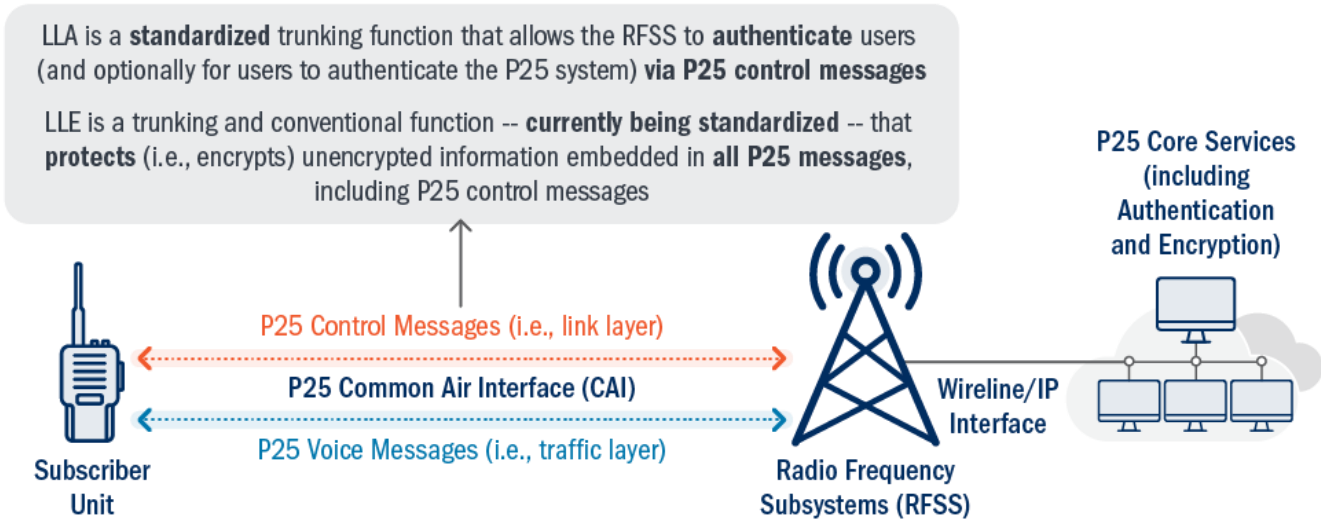 LLA is a standardized trunking function that allows the RFSS to authenticate users
(and optionally for users to authenticate the P25 system) via P25 control messages
LLE is a trunking and conventional function -- currently being standardized -- that
protects (i.e., encrypts) unencrypted information embedded in all P25 messages,
including P25 control messages
P25 Core Services
(including
Authentication
and Encryption)
P25 Control Messages (i.e., link layer)
P25 Common Air Interface (CAI)
P25 Voice Messages (i.e., traffic layer)
Wireline/IP
Interface
Subscriber
Unit
Radio Frequency
Subsystems (RFSS)